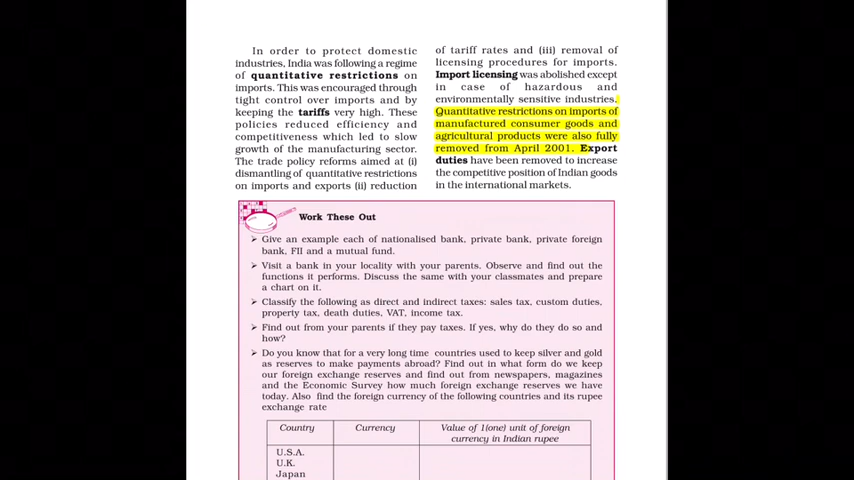 In order to protect domestic
industries, India was following a regime
of quantitative restrictions on
imports. This was encouraged through
tight control over imports and by
keeping the tariffs very high. These
policies reduced efficiency and
competitiveness which led to slow
growth of the manufacturing sector.
The trade policy reforms aimed at (i)
dismantling of quantitative restrictions
on imports and exports (ii) reduction
of tariff rates and (iii) removal of
licensing procedures for imports.
Import licensing was abolished except
in case of hazardous and
environmentally sensitive industries.
Quantitative restrictions on imports of
manufactured consumer goods and
agricultural products were also fully
removed from April 2001. Export
duties have been removed to increase
the competitive position of Indian goods
in the international markets.
Work These Out
➢ Give an example each of nationalised bank, private bank, private foreign
bank, FII and a mutual fund.
➢ Visit a bank in your locality with your parents. Observe and find out the
functions it performs. Discuss the same with your classmates and prepare
a chart on it.
➢ Classify the following as direct and indirect taxes: sales tax, custom duties,
property tax, death duties, VAT, income tax.
➢ Find out from your parents if they pay taxes. If yes, why do they do so and
how?
➢ Do you know that for a very long time countries used to keep silver and gold
as reserves to make payments abroad? Find out in what form do we keep
our foreign exchange reserves and find out from newspapers, magazines
and the Economic Survey how much foreign exchange reserves we have
today. Also find the foreign currency of the following countries and its rupee
exchange rate
Country Currency Value of 1(one) unit of foreign
currency in Indian rupee
U.S.A.
U.K.
Japan